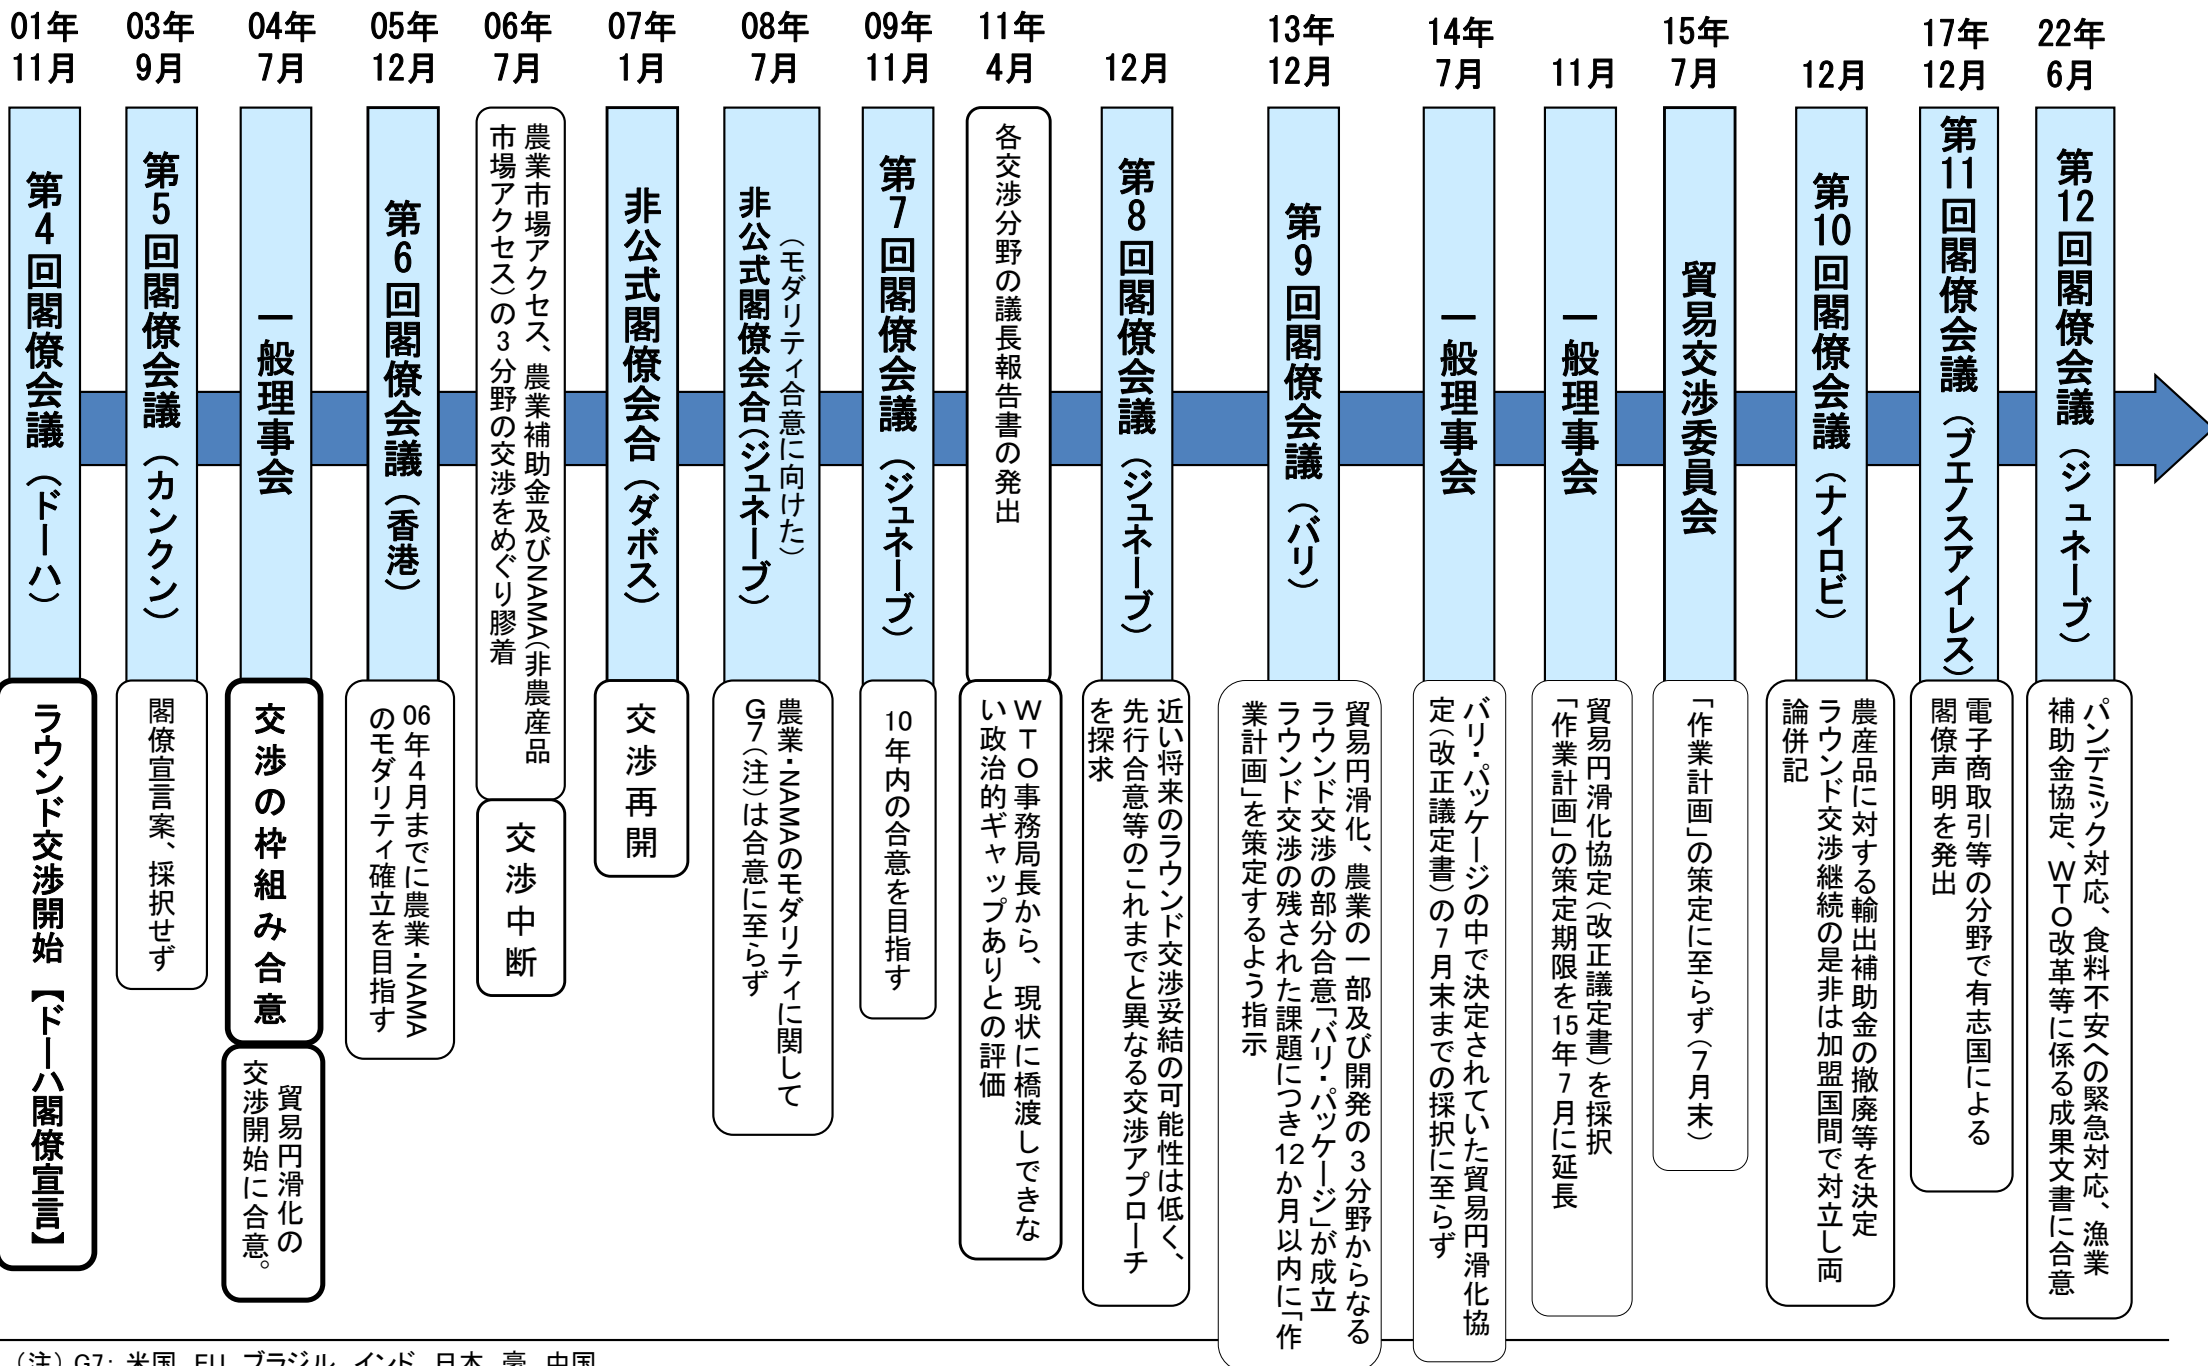 01年
11月
第4回閣僚会議（ドーハ）
ラウンド交渉開始【ドーハ閣僚宣言】
03年
9月
第5回閣僚会議（カンクン）
閣僚宣言案、採択せず
04年
7月
一般理事会
交渉の枠組み合意
貿易円滑化の
交渉開始に合意。
05年
12月
第6回閣僚会議（香港）
06年4月までに農業・NAMA
のモダリティ確立を目指す
06年
7月
農業市場アクセス、農業補助金及びNAMA（非農産品
市場アクセス）の3分野の交渉をめぐり膠着
交渉中断
07年
1月
非公式閣僚会合（ダボス）
交渉再開
08年
7月
（モダリティ合意に向けた）
非公式閣僚会合（ジュネーブ）
農業・NAMAのモダリティに関して
G7（注）は合意に至らず
09年
11月
第7回閣僚会議（ジュネーブ）
10年内の合意を目指す
11年
4月
各交渉分野の議長報告書の発出
WTO事務局長から、現状に橋渡しできな
い政治的ギャップありとの評価
12月
第8回閣僚会議（ジュネーブ）
近い将来のラウンド交渉妥結の可能性は低く、
先行合意等のこれまでと異なる交渉アプローチ
を探求
13年
12月
第9回閣僚会議（バリ）
貿易円滑化、農業の一部及び開発の3分野からなる
ラウンド交渉の部分合意「バリ・パッケージ」が成立
ラウンド交渉の残された課題につき12か月以内に「作
業計画」を策定するよう指示
14年
7月
一般理事会
バリ・パッケージの中で決定されていた貿易円滑化協
定（改正議定書）の7月末までの採択に至らず
11月
一般理事会
貿易円滑化協定（改正議定書）を採択
「作業計画」の策定期限を15年7月に延長
15年
7月
貿易交渉委員会
「作業計画」の策定に至らず（7月末）
12月
第10回閣僚会議（ナイロビ）
農産品に対する輸出補助金の撤廃等を決定
ラウンド交渉継続の是非は加盟国間で対立し両
論併記
17年
12月
第11回閣僚会議（ブエノスアイレス）
電子商取引等の分野で有志国による
閣僚声明を発出
22年
6月
第12回閣僚会議（ジュネーブ）
パンデミック対応、食料不安への緊急対応、漁業
補助金協定、WTO改革等に係る成果文書に合意
（注）G7：米国、EU、ブラジル、インド、日本、豪、中国